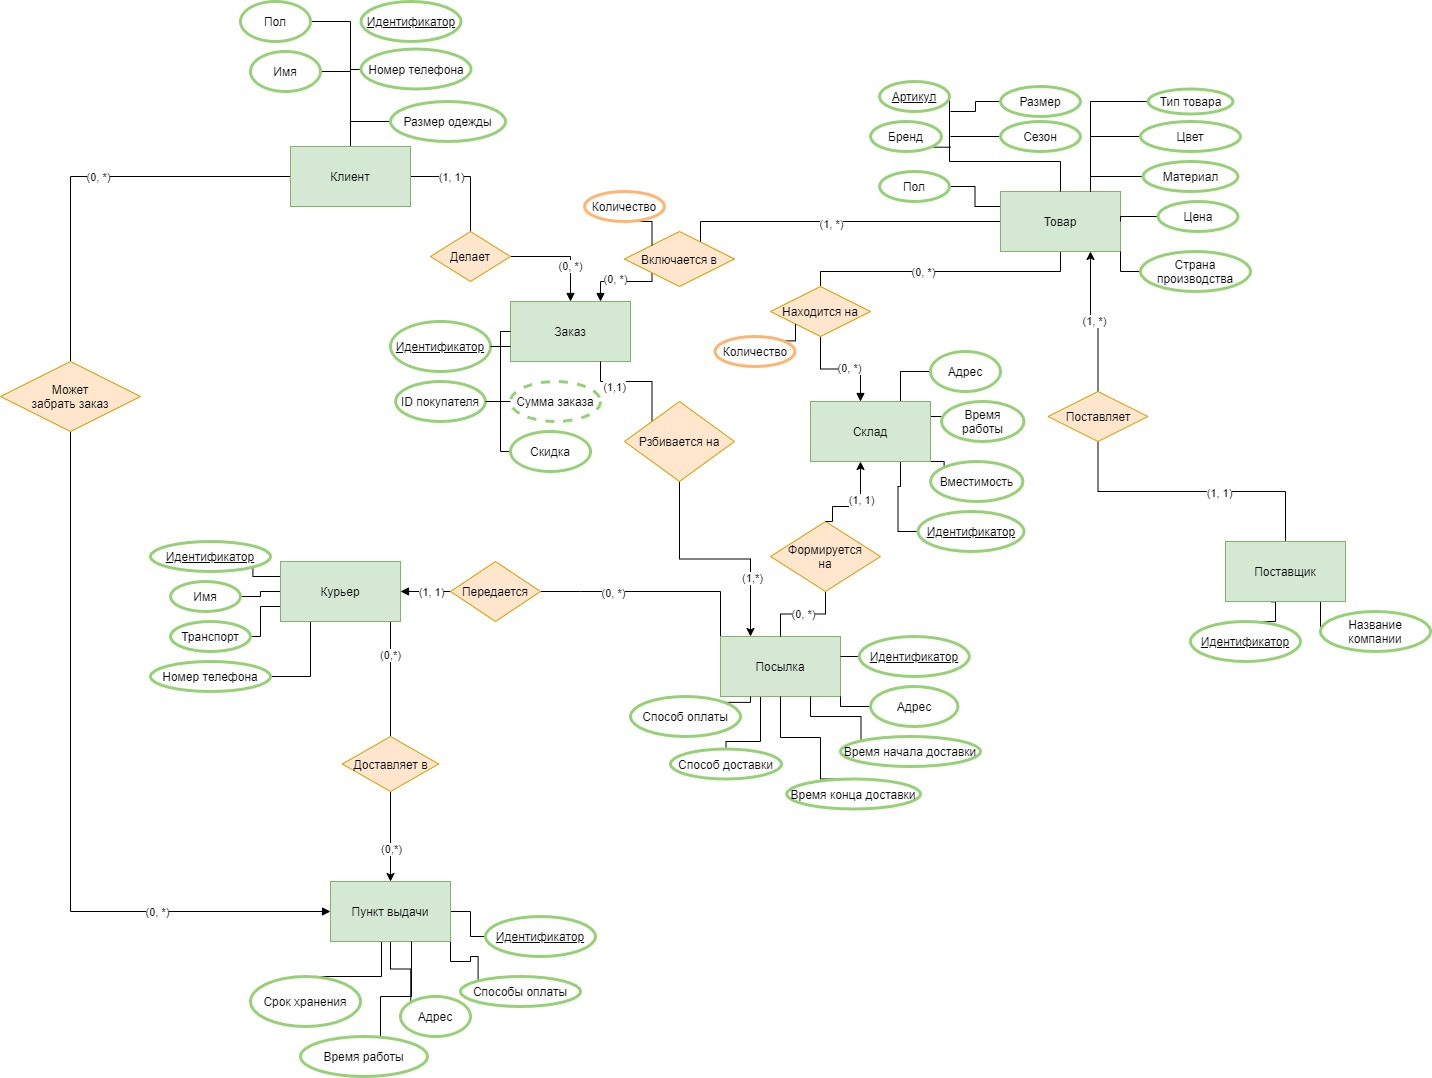 Пол
Идентификатор
Имя
Номер телефона
Размер одежды
Клиент
(0, *)
(1, 1)
Делает
(0, *)
Количество
Включается в
(1, *)
(0, *)
Артикул
Размер
Тип товара
Бренд
Сезон
Цвет
Пол
Материал
Товар
Цена
Страна
производства
(0, *)
Находится на
Количество
(0, *)
(1, *)
Заказ
Идентификатор
ID покупателя
Сумма заказа
Скидка
(1,1)
Рзбивается на
Может
забрать заказ
Адрес
Склад
Время
работы
Вместимость
Идентификатор
Поставляет
(1, 1)
(1, 1)
Формируется
на
(0, *)
Поставщик
Идентификатор
Название
компании
Идентификатор
Имя
Транспорт
Номер телефона
Курьер
(1, 1)
Передается
(0, *)
(1,*)
(0,*)
Посылка
Идентификатор
Адрес
Способ оплаты
Время начала доставки
Способ доставки
Время конца доставки
Доставляет в
(0,*)
(0, *)
Пункт выдачи
Идентификатор
Способы оплаты
Срок хранения
Адрес
Время работы